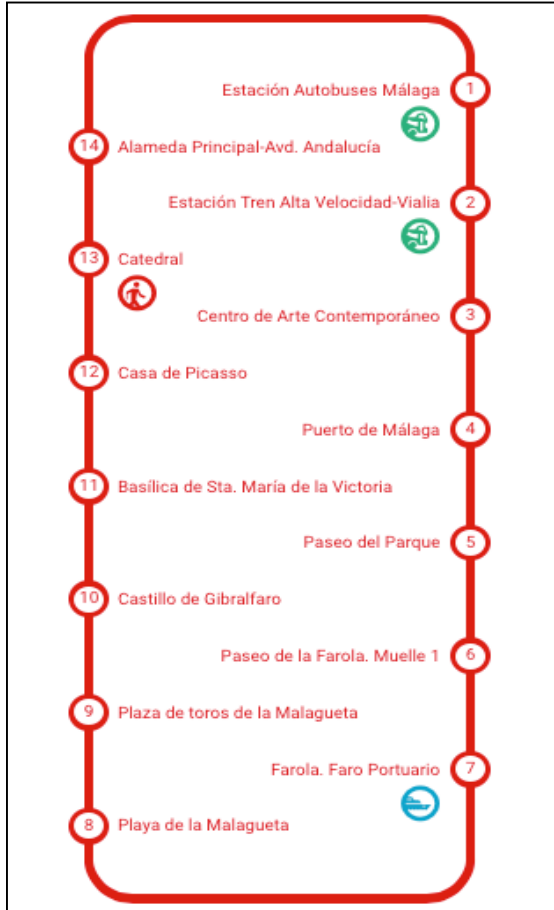 1 Estación Autobuses Málaga
2 Estación Tren Alta Velocidad-Vialia
3 Centro de Arte Contemporáneo
4 Puerto de Málaga
5 Paseo del Parque
6 Paseo de la Farola. Muelle 1
7 Farola. Faro Portuario
8 Playa de la Malagueta
9 Plaza de toros de la Malagueta
10 Castillo de Gibralfaro
11 Basílica de Sta. María de la Victoria
12 Casa de Picasso
13 Catedral
14 Alameda Principal-Avd. Andalucía